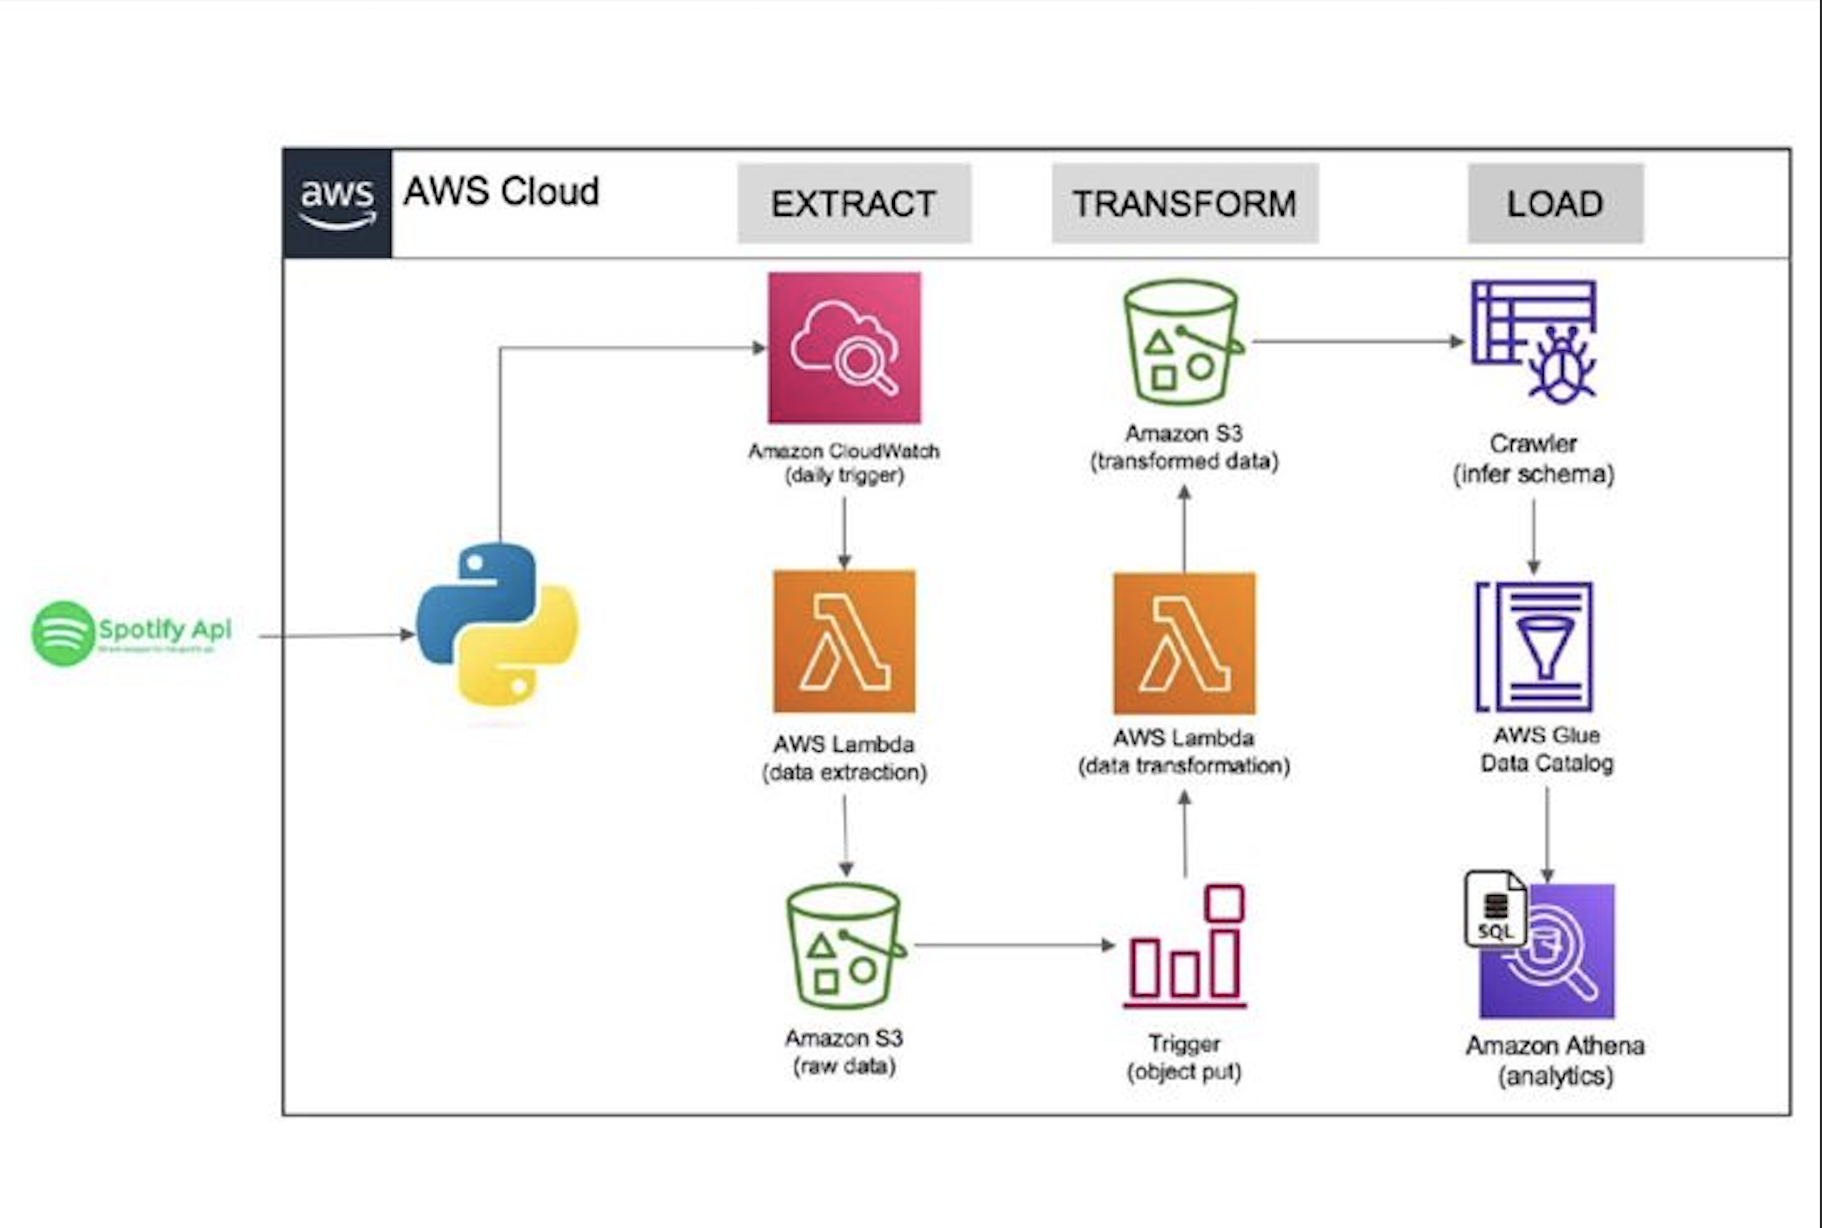 aws
AWS Cloud
EXTRACT
TRANSFORM
LOAD
Amazon CloudWatch
(daily trigger)
Amazon S3
(transformed data)
Crawler
(infer schema)
Spotify Api
AWS Lambda
(data extraction)
AWS Lambda
(data transformation)
AWS Glue
Data Catalog
SQL
Amazon S3
(raw data)
Trigger
(object put)
Amazon Athena
(analytics)